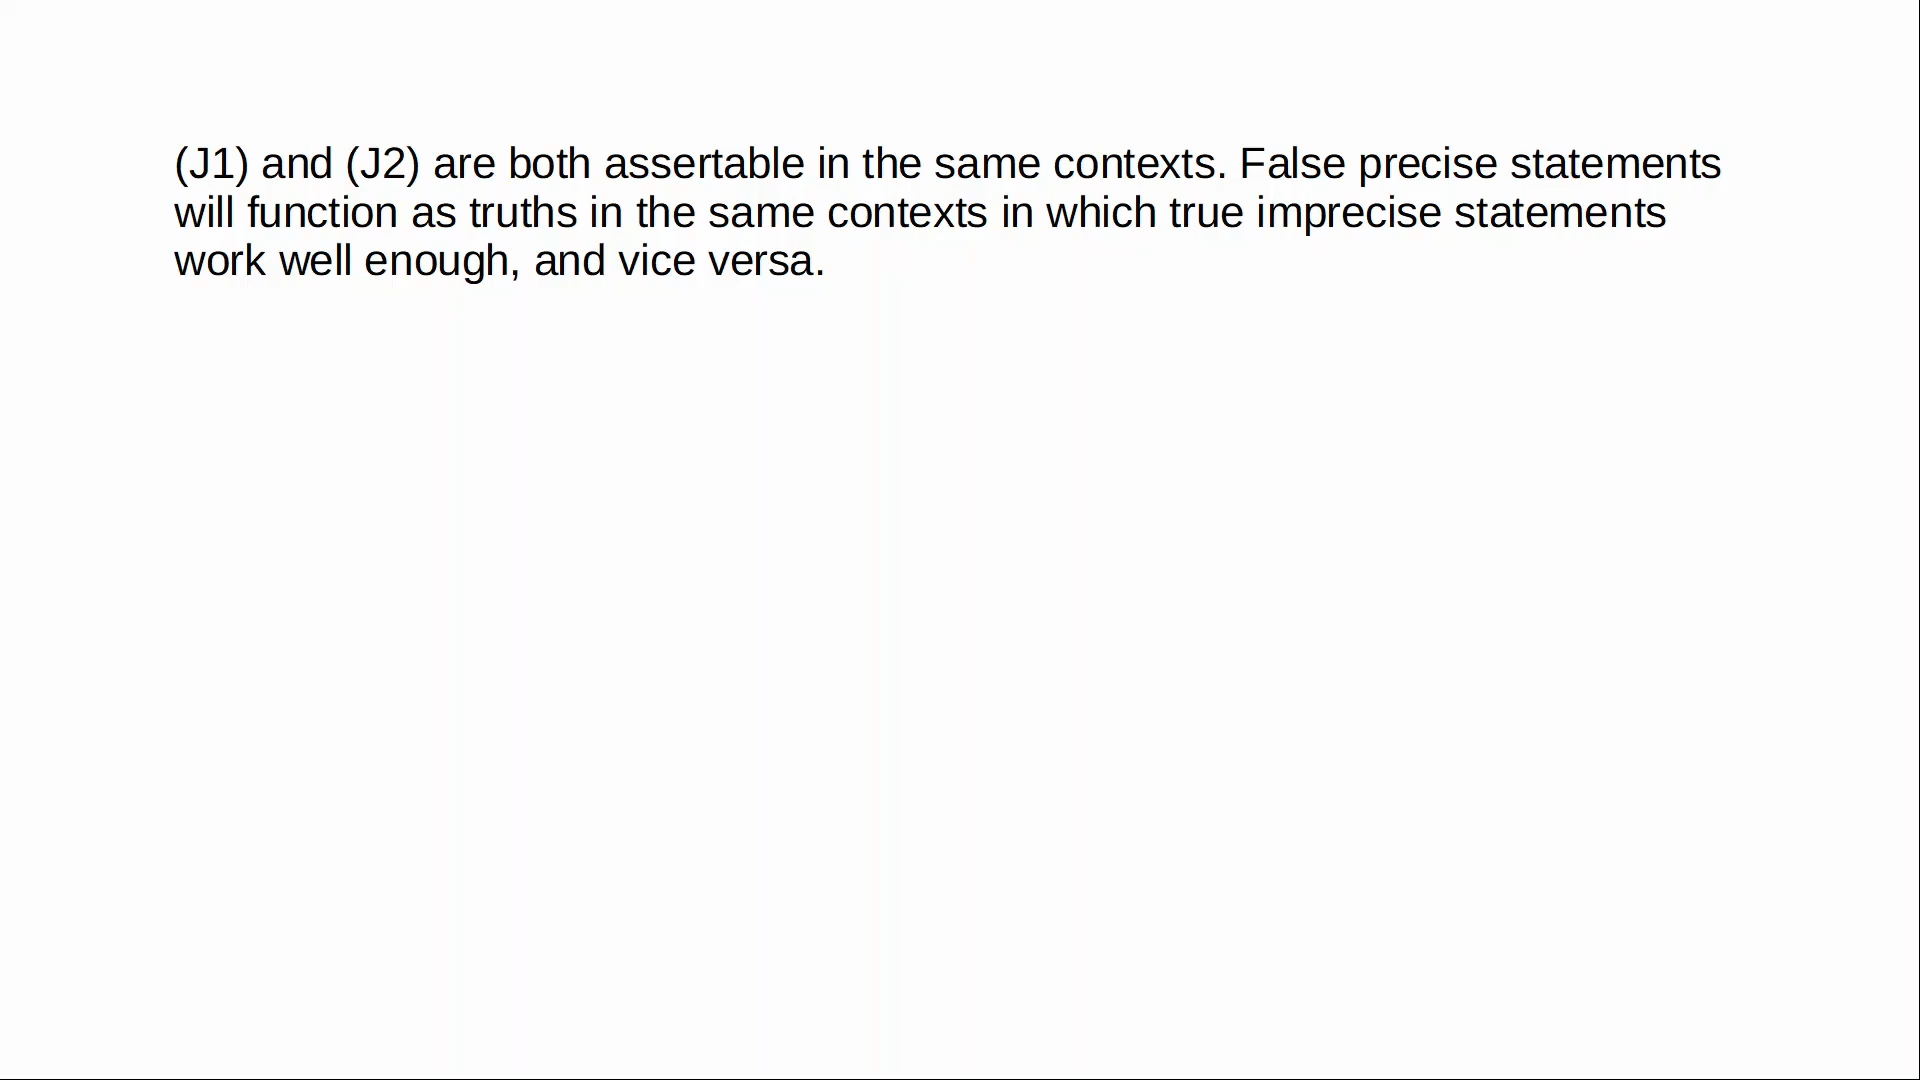 (J1) and (J2) are both assertable in the same contexts. False precise statements
will function as truths in the same contexts in which true imprecise statements
work well enough, and vice versa.